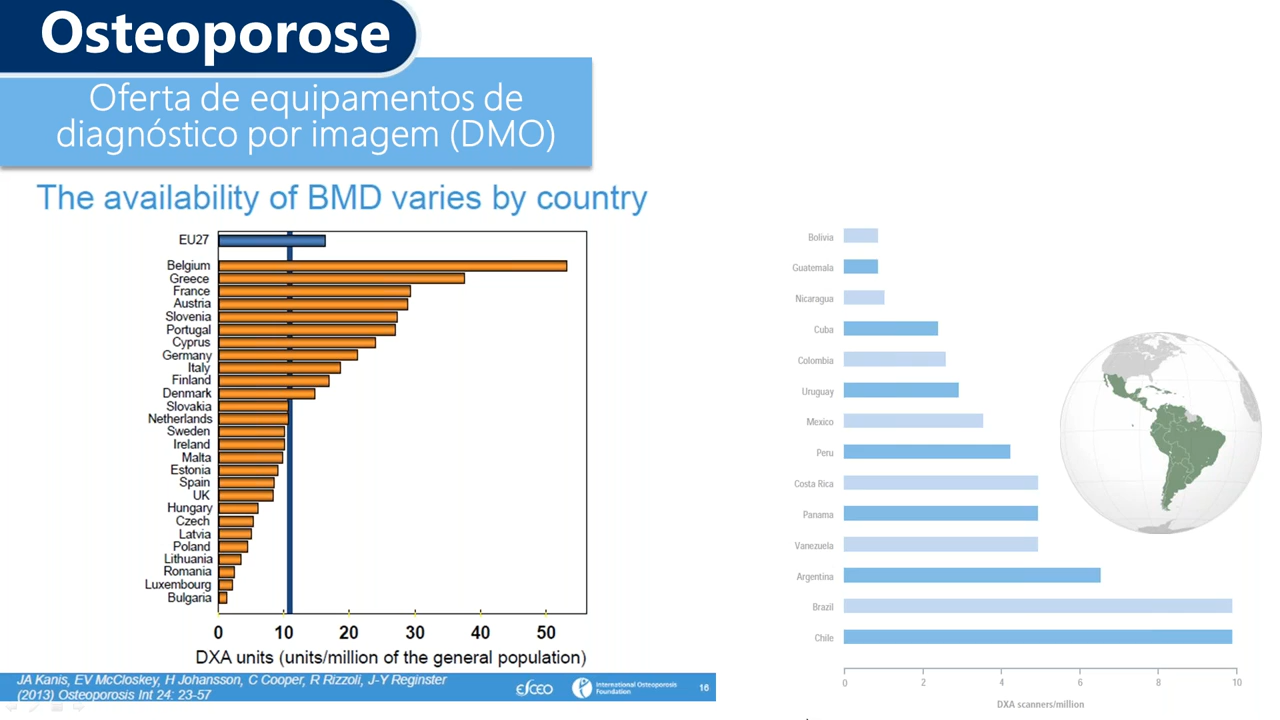 Osteoporose
Oferta de equipamentos de
diagnóstico por imagem (DMO)
The availability of BMD varies by country
EU27
Belgium
Greece
France
Austria
Slovenia
Portugal
Cyprus
Germany
Italy
Finland
Denmark
Slovakia
Netherlands
Sweden
Ireland
Malta
Estonia
Spain
UK
Hungary
Czech
Latvia
Poland
Lithuania
Romania
Luxembourg
Bulgaria
0 10 20 30 40 50
DXA units (units/million of the general population)
JA Kanis, EV McCloskey, H Johansson, C Cooper, R Rizzoli, J-Y Reginster
(2013) Osteoporosis Int 24: 23-57
esceo
International Osteoporosis
Foundation
16
Bolivia
Guatemala
Nicaragua
Cuba
Colombia
Uruguay
Mexico
Peru
Costa Rica
Panama
Vanezuela
Argentina
Brazil
Chile
0 2 4 6 8 10
DXA scanners/million